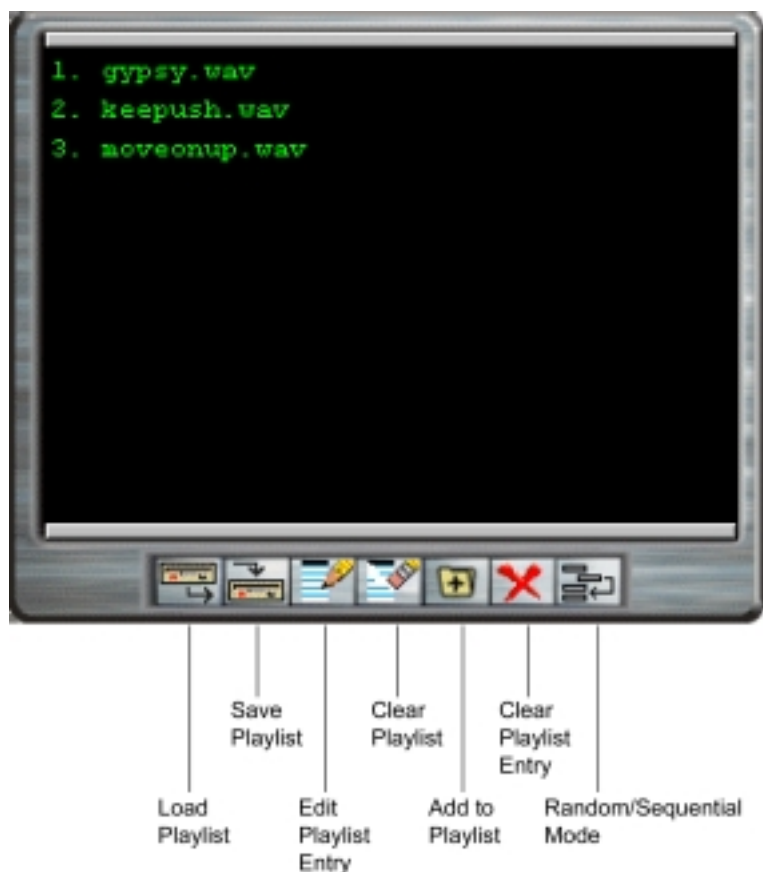 1. gypsy.wav
2. keepush.wav
3. moveonup.wav
Save
Playlist
Clear
Playlist
Clear
Playlist
Entry
Load
Playlist
Edit
Playlist
Entry
Add to
Playlist
Random/Sequential
Mode